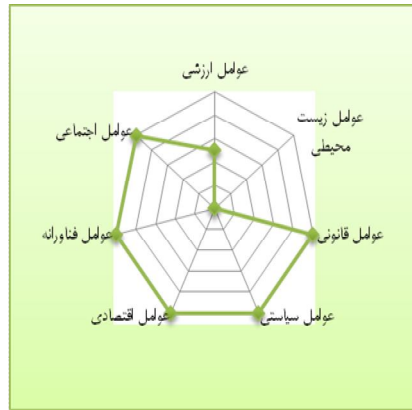 عوامل ارزشی
عوامل زیست
محیطی
عوامل قانونی
عوامل سیاستی
عوامل اقتصادی
عوامل فناورانه
عوامل اجتماعی